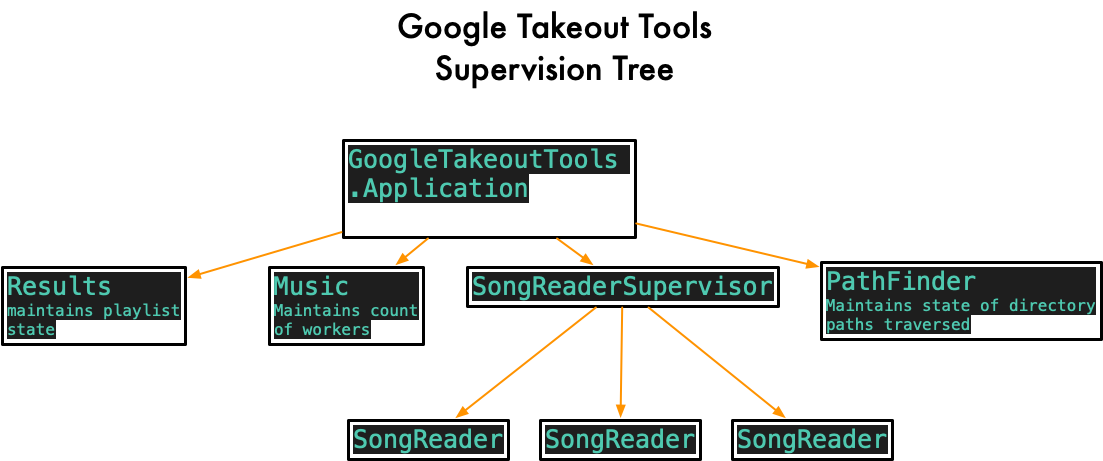 Google Takeout Tools
Supervision Tree
GoogleTakeoutTools
.Application
Results
maintains playlist
state
Music
Maintains count
of workers
SongReaderSupervisor
PathFinder
Maintains state of directory
paths traversed
SongReader
SongReader
SongReader